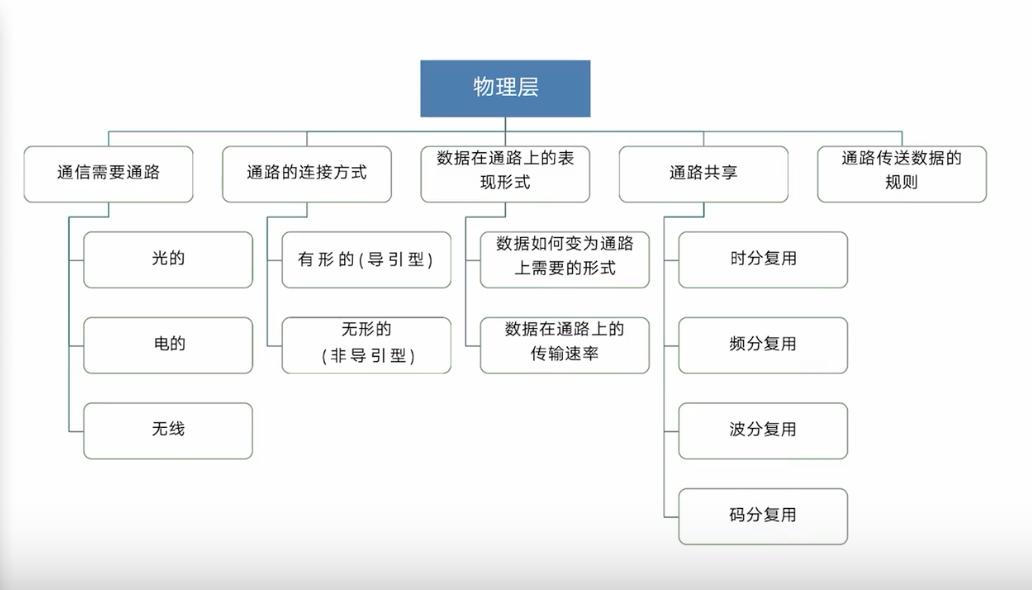 物理层
通信需要通路
通路的连接方式
数据在通路上的表
现形式
通路共享
通路传送数据的
规则
光的
有形的(导引型)
数据如何变为通路
上需要的形式
时分复用
电的
无形的
(非导引型)
数据在通路上的
传输速率
频分复用
无线
波分复用
码分复用